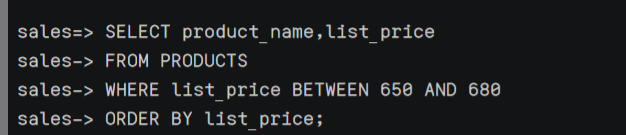 sales=> SELECT product_name,list_price
sales-> FROM PRODUCTS
sales-> WHERE list_price BETWEEN 650 AND 680
sales-> ORDER BY list_price;